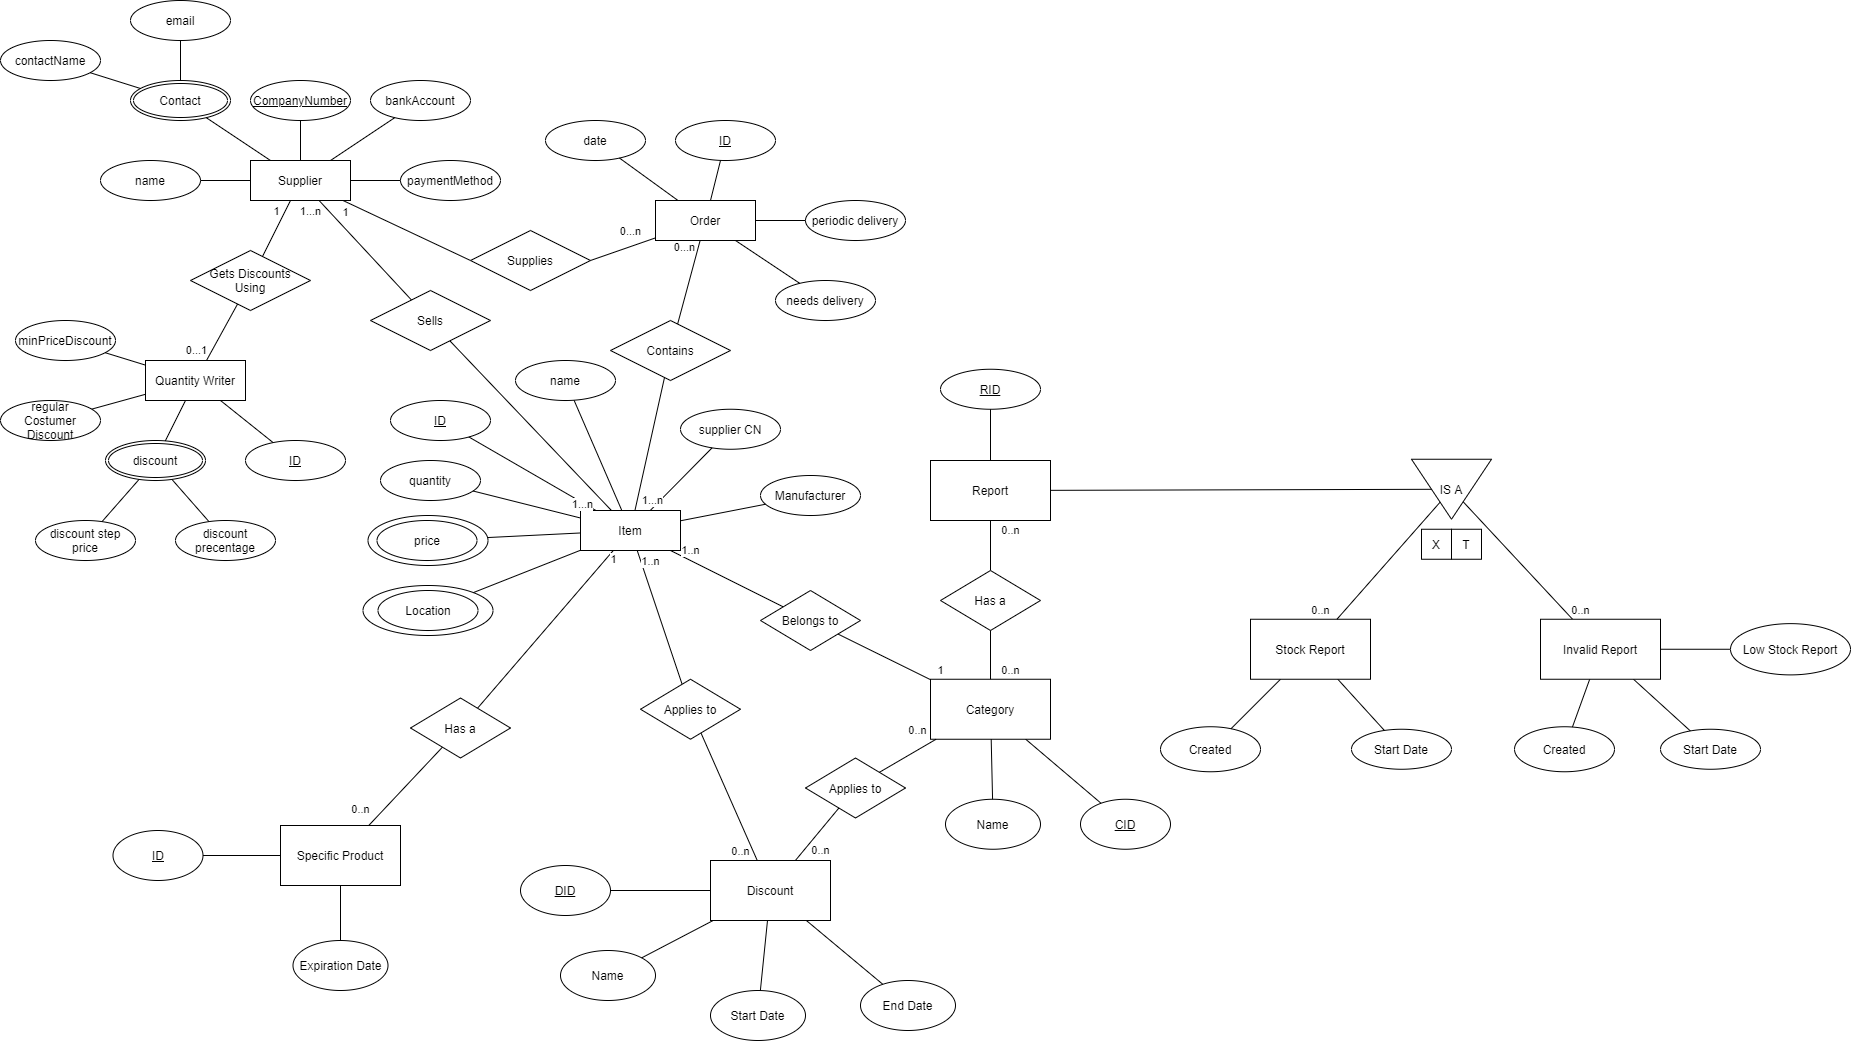 email
contactName
Contact
CompanyNumber
bankAccount
name
Supplier
paymentMethod
1
1...n
1
date
ID
Order
periodic delivery
0...n
0...n
needs delivery
Supplies
Gets Discounts
Using
Sells
Contains
0...1
minPriceDiscount
Quantity Writer
regular
Costumer
Discount
discount
ID
discount step
price
discount
precentage
name
ID
supplier CN
quantity
Manufacturer
1...n
1...n
Item
price
Location
1
1..n
1..n
RID
Report
0..n
Has a
0..n
IS A
X
T
0..n
0..n
Stock Report
Invalid Report
Low Stock Report
Created
Start Date
Created
Start Date
Belongs to
1
Category
0..n
Applies to
Name
CID
Has a
0..n
Applies to
0..n
0..n
ID
Specific Product
Expiration Date
DID
Discount
Name
Start Date
End Date